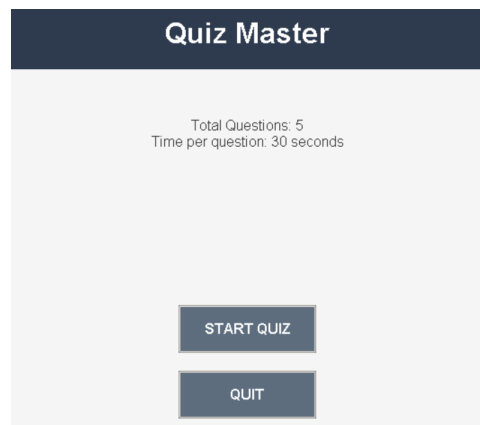 Quiz Master
Total Questions: 5
Time per question: 30 seconds
START QUIZ
QUIT